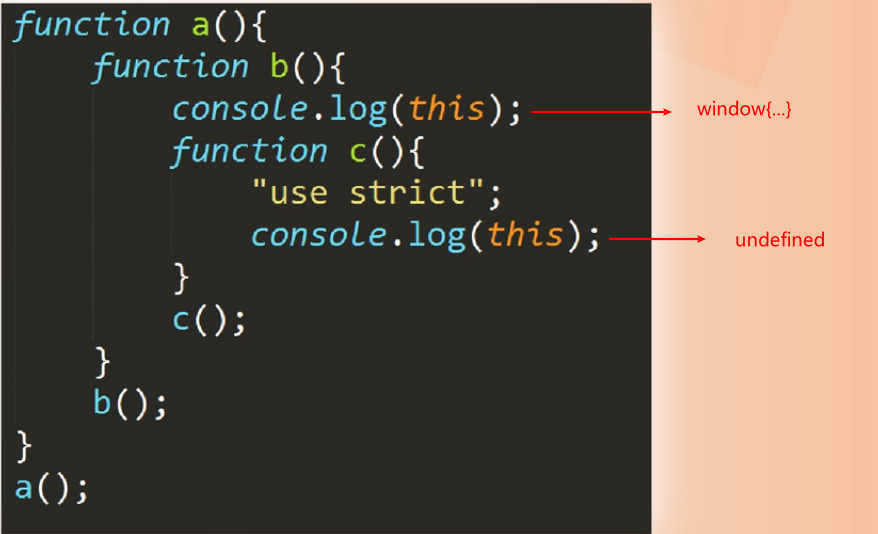 function a(){
function b(){
console.log(this); window{...}
function c(){
"use strict";
console.log(this); undefined
}
c();
}
b();
}
a();